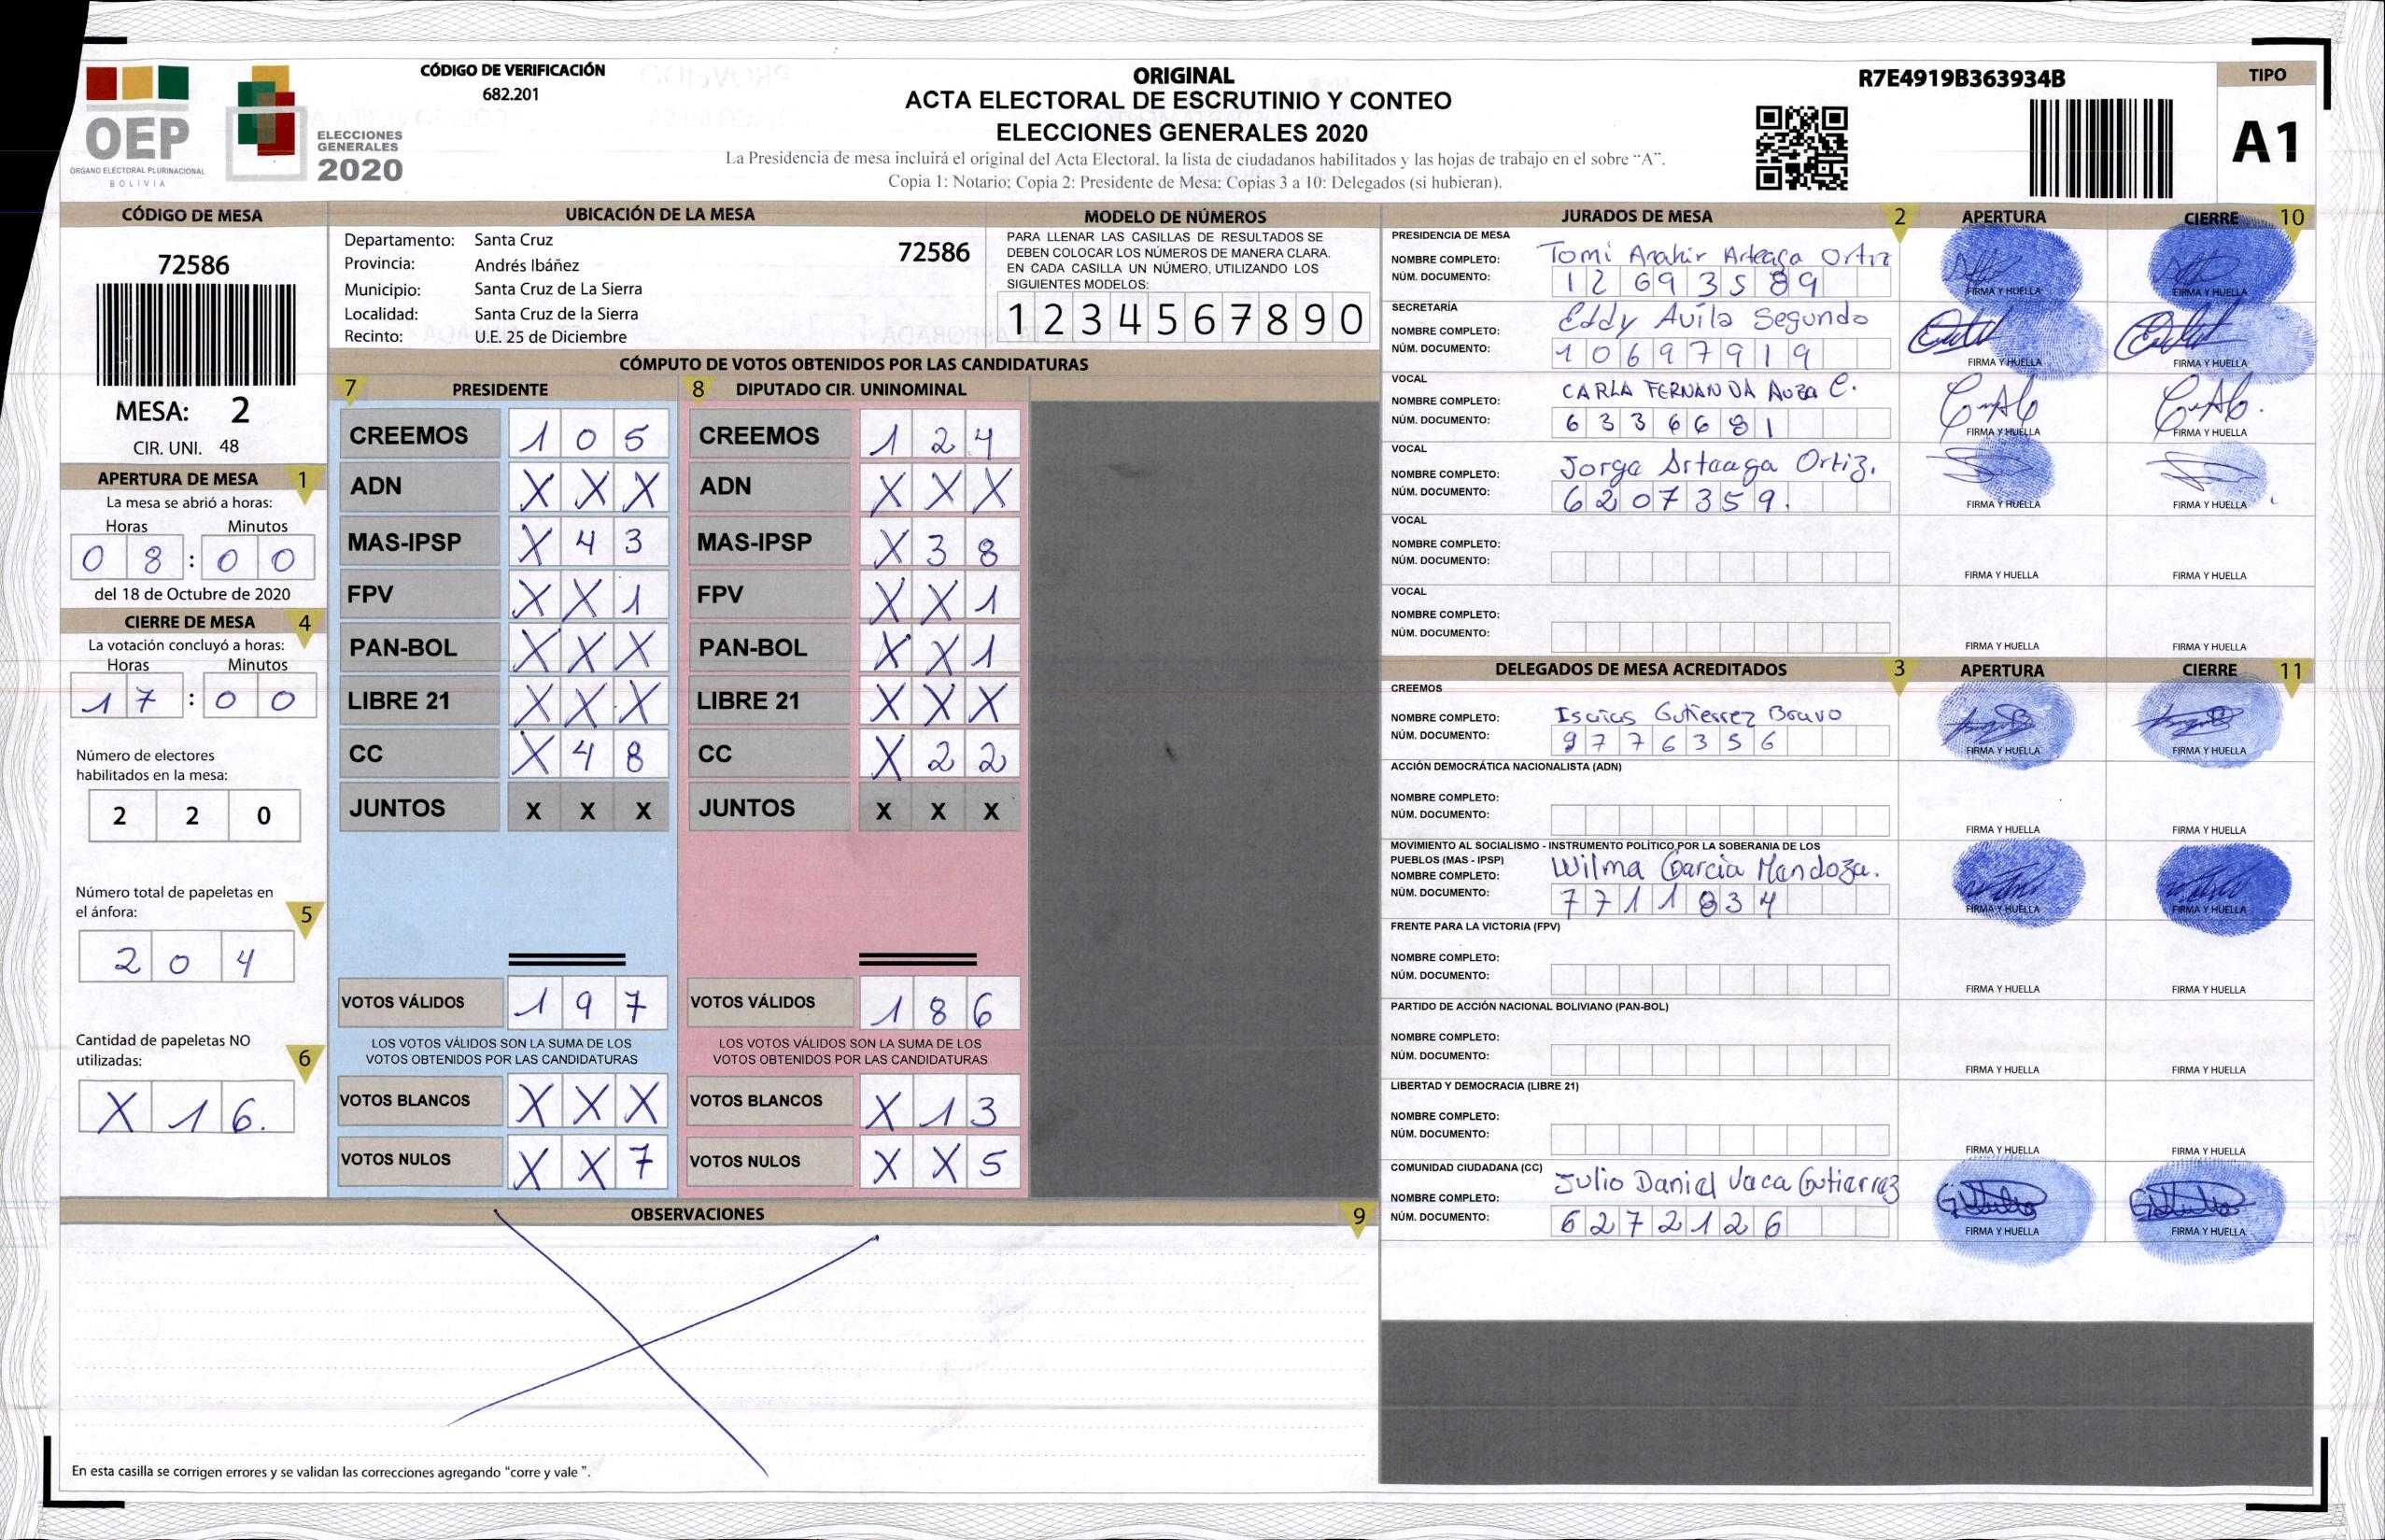 CÓDIGO DE VERIFICACIÓN
682.201
OEP
ÓRGANO ELECTORAL PLURINACIONAL
BOLIVIA
ELECCIONES
GENERALES
2020
ORIGINAL
ACTA ELECTORAL DE ESCRUTINIO Y CONTEO
ELECCIONES GENERALES 2020
La Presidencia de mesa incluirá el original del Acta Electoral, la lista de ciudadanos habilitados y las hojas de trabajo en el sobre “A”.
Copia 1: Notario; Copia 2: Presidente de Mesa; Copias 3 a 10: Delegados (si hubieran).
R7E4919B363934B
TIPO
A1
CÓDIGO DE MESA
72586
MESA: 2
CIR. UNI. 48
APERTURA DE MESA 1
La mesa se abrió a horas:
Horas Minutos
0 8 : 0 0
del 18 de Octubre de 2020
CIERRE DE MESA 4
La votación concluyó a horas:
Horas Minutos
1 7 : 0 0
Número de electores
habilitados en la mesa:
2 2 0
Número total de papeletas en
el ánfora: 5
2 0 4
Cantidad de papeletas NO
utilizadas: 6
X 1 6.
UBICACIÓN DE LA MESA
Departamento: Santa Cruz 72586
Provincia: Andrés Ibáñez
Municipio: Santa Cruz de La Sierra
Localidad: Santa Cruz de la Sierra
Recinto: U.E. 25 de Diciembre
MODELO DE NÚMEROS
PARA LLENAR LAS CASILLAS DE RESULTADOS SE
DEBEN COLOCAR LOS NÚMEROS DE MANERA CLARA.
EN CADA CASILLA UN NÚMERO, UTILIZANDO LOS
SIGUIENTES MODELOS:
1 2 3 4 5 6 7 8 9 0
CÓMPUTO DE VOTOS OBTENIDOS POR LAS CANDIDATURAS
7 PRESIDENTE
CREEMOS 1 0 5
ADN X X X
MAS-IPSP X 4 3
FPV X X 1
PAN-BOL X X X
LIBRE 21 X X X
CC X 4 8
JUNTOS X X X
VOTOS VÁLIDOS 1 9 7
LOS VOTOS VÁLIDOS SON LA SUMA DE LOS
VOTOS OBTENIDOS POR LAS CANDIDATURAS
VOTOS BLANCOS X X X
VOTOS NULOS X X 7
8 DIPUTADO CIR. UNINOMINAL
CREEMOS 1 2 4
ADN X X X
MAS-IPSP X 3 8
FPV X X 1
PAN-BOL X X 1
LIBRE 21 X X X
CC X 2 2
JUNTOS X X X
VOTOS VÁLIDOS 1 8 6
LOS VOTOS VÁLIDOS SON LA SUMA DE LOS
VOTOS OBTENIDOS POR LAS CANDIDATURAS
VOTOS BLANCOS X 1 3
VOTOS NULOS X X 5
OBSERVACIONES 9
En esta casilla se corrigen errores y se validan las correcciones agregando “corre y vale ”.
JURADOS DE MESA 2 APERTURA CIERRE 10
PRESIDENCIA DE MESA
NOMBRE COMPLETO: Tomi Arteaga Ortiz
NÚM. DOCUMENTO: 1 2 6 9 3 5 8 9
FIRMA Y HUELLA FIRMA Y HUELLA
SECRETARÍA
NOMBRE COMPLETO: Eddy Avila Segundo
NÚM. DOCUMENTO: 1 0 6 9 7 9 1 9
FIRMA Y HUELLA FIRMA Y HUELLA
VOCAL
NOMBRE COMPLETO: CARLA FERNANDA Auza C.
NÚM. DOCUMENTO: 6 3 3 6 6 8 1
FIRMA Y HUELLA FIRMA Y HUELLA
VOCAL
NOMBRE COMPLETO: Jorge Arteaga Ortiz.
NÚM. DOCUMENTO: 6 2 0 7 3 5 9.
FIRMA Y HUELLA FIRMA Y HUELLA
VOCAL
NOMBRE COMPLETO:
NÚM. DOCUMENTO:
FIRMA Y HUELLA FIRMA Y HUELLA
VOCAL
NOMBRE COMPLETO:
NÚM. DOCUMENTO:
FIRMA Y HUELLA FIRMA Y HUELLA
DELEGADOS DE MESA ACREDITADOS 3 APERTURA CIERRE 11
CREEMOS
NOMBRE COMPLETO: Isaías Gutierrez Bravo
NÚM. DOCUMENTO: 9 7 7 6 3 5 6
FIRMA Y HUELLA FIRMA Y HUELLA
ACCIÓN DEMOCRÁTICA NACIONALISTA (ADN)
NOMBRE COMPLETO:
NÚM. DOCUMENTO:
FIRMA Y HUELLA FIRMA Y HUELLA
MOVIMIENTO AL SOCIALISMO - INSTRUMENTO POLÍTICO POR LA SOBERANIA DE LOS
PUEBLOS (MAS - IPSP)
NOMBRE COMPLETO: Wilma Garcia Mendoza.
NÚM. DOCUMENTO: 7 7 1 1 8 3 4
FIRMA Y HUELLA FIRMA Y HUELLA
FRENTE PARA LA VICTORIA (FPV)
NOMBRE COMPLETO:
NÚM. DOCUMENTO:
FIRMA Y HUELLA FIRMA Y HUELLA
PARTIDO DE ACCIÓN NACIONAL BOLIVIANO (PAN-BOL)
NOMBRE COMPLETO:
NÚM. DOCUMENTO:
FIRMA Y HUELLA FIRMA Y HUELLA
LIBERTAD Y DEMOCRACIA (LIBRE 21)
NOMBRE COMPLETO:
NÚM. DOCUMENTO:
FIRMA Y HUELLA FIRMA Y HUELLA
COMUNIDAD CIUDADANA (CC)
NOMBRE COMPLETO: Julio Daniel Vaca Gutierrez
NÚM. DOCUMENTO: 6 2 7 2 1 2 6
FIRMA Y HUELLA FIRMA Y HUELLA